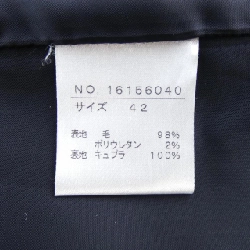 NO 16166040
サイズ 42
表地 毛 98%
ポリウレタン 2%
裏地 キュプラ 100%